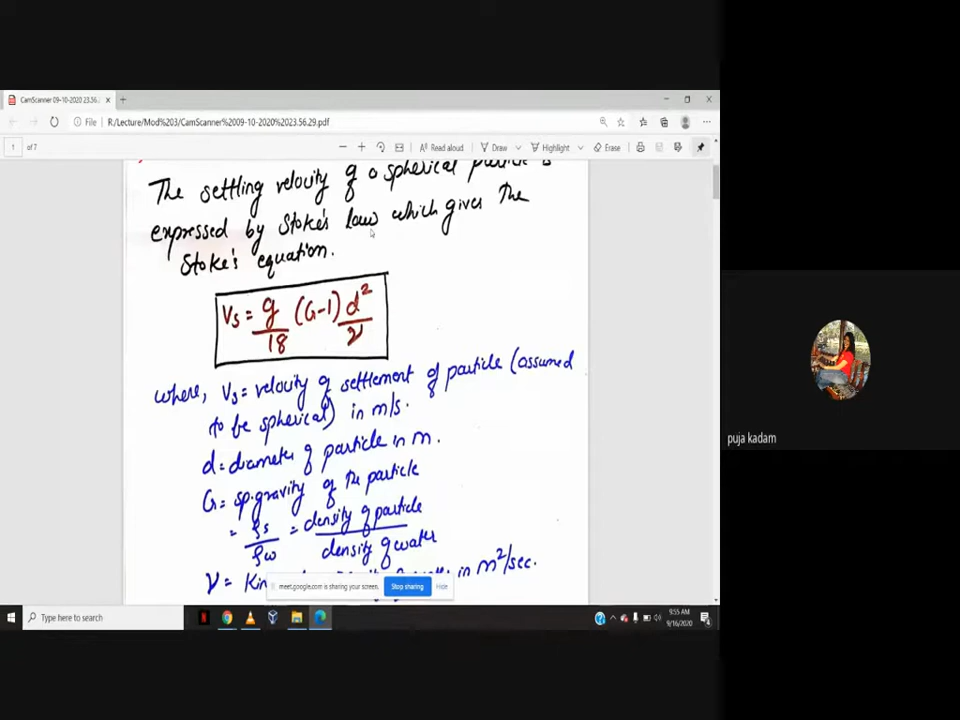 CamScanner 09-10-2020 23.56.
File R:/Lecture/Mod%203/CamScanner%2009-10-2020%2023.56.29.pdf
1 of 7 Read aloud Draw Highlight Erase
The settling velocity of a spherical particle is
expressed by Stoke's law which gives the
Stoke's equation.
Vs = g/18 (G-1) d²/ν
where, Vs = velocity of settlement of particle (assumed
to be spherical) in m/s.
d = diameter of particle in m.
G = sp.gravity of the particle
= ρs/ρw = density of particle/density of water
ν = Kin in m²/sec.
meet.google.com is sharing your screen. Stop sharing Hide
puja kadam
Type here to search
9:55 AM
9/16/2020